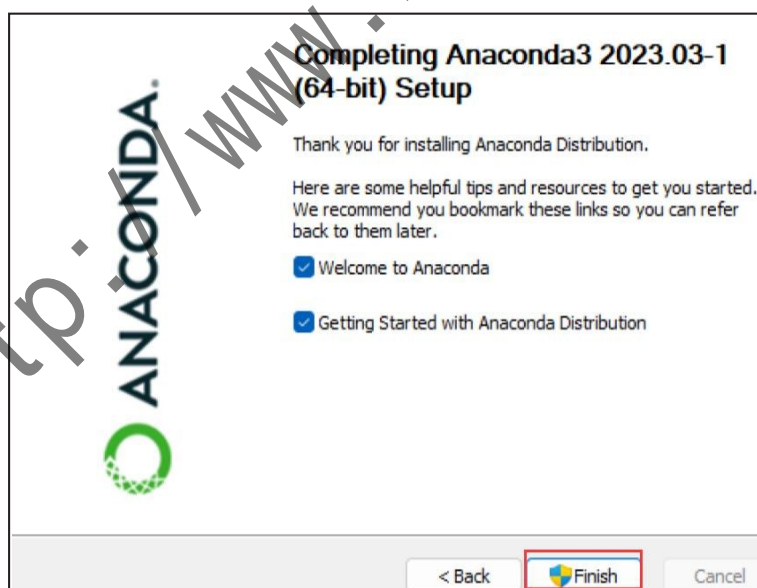 Completing Anaconda3 2023.03-1
(64-bit) Setup
Thank you for installing Anaconda Distribution.
Here are some helpful tips and resources to get you started.
We recommend you bookmark these links so you can refer
back to them later.
Welcome to Anaconda
Getting Started with Anaconda Distribution
ANACONDA.
< Back
Finish
Cancel
tp://www.